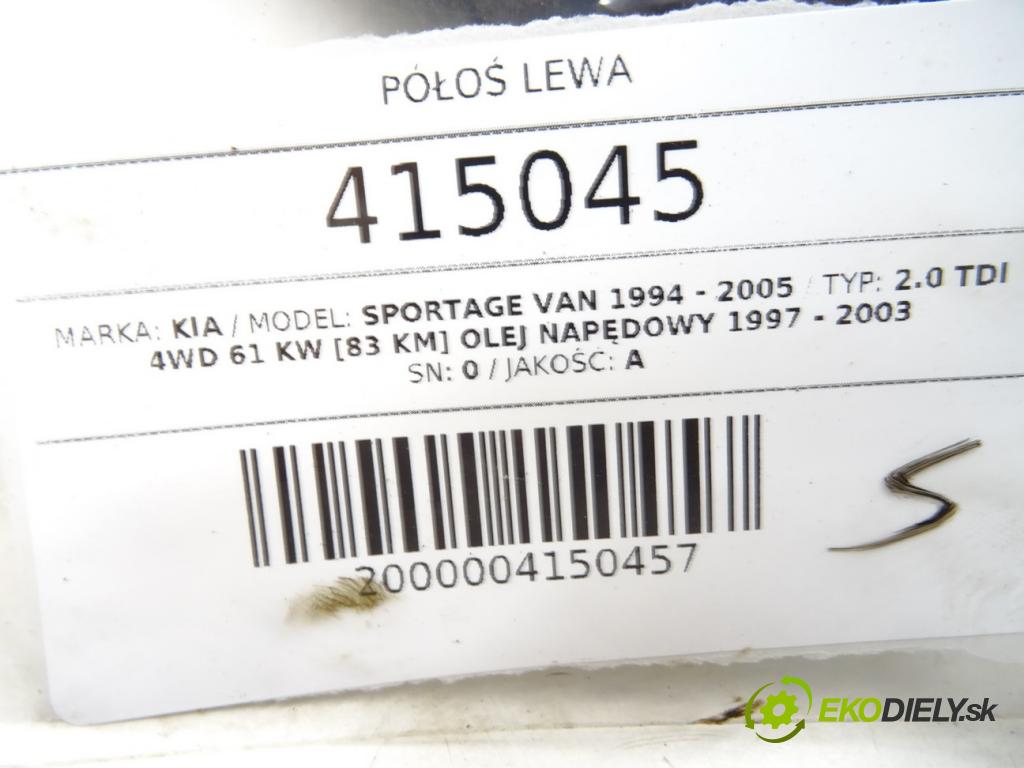 PÓŁOŚ LEWA
415045
MARKA: KIA / MODEL: SPORTAGE VAN 1994 - 2005 / TYP: 2.0 TDI
4WD 61 KW [83 KM] OLEJ NAPĘDOWY 1997 - 2003
SN: 0 / JAKOŚĆ: A
2000004150457
S
EKODIELY.sk